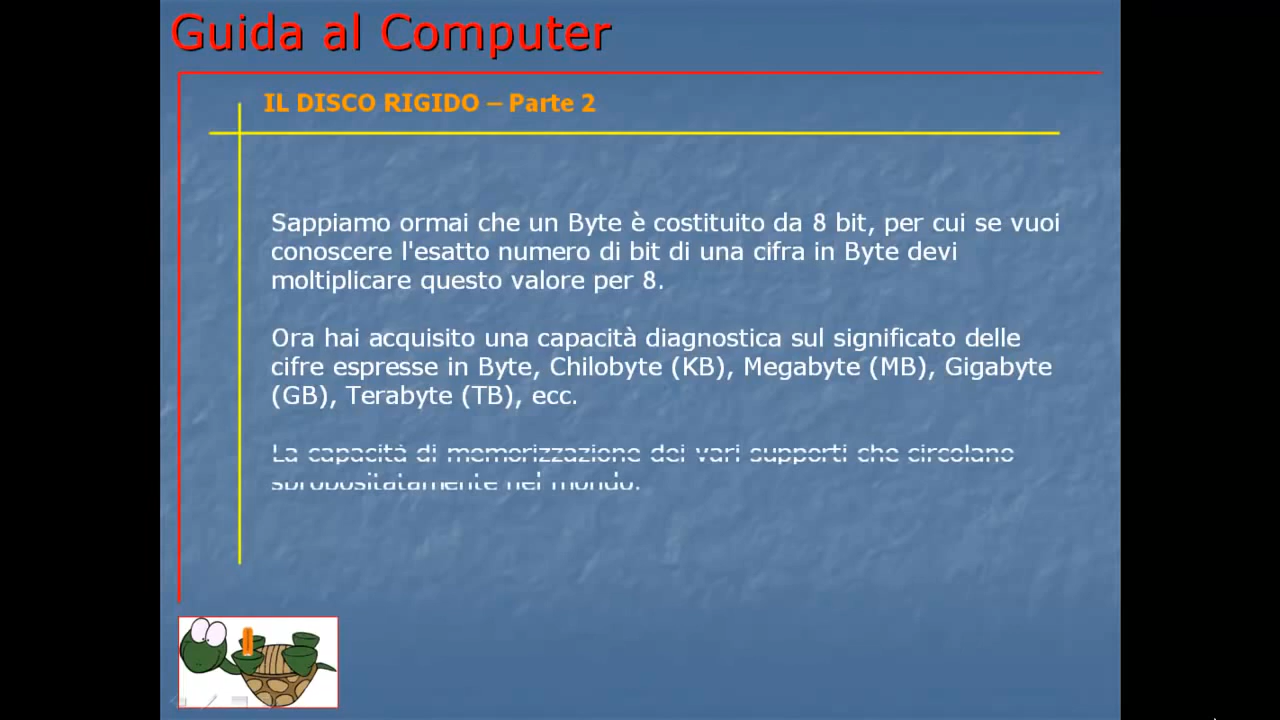 Guida al Computer
IL DISCO RIGIDO – Parte 2
Sappiamo ormai che un Byte è costituito da 8 bit, per cui se vuoi
conoscere l'esatto numero di bit di una cifra in Byte devi
moltiplicare questo valore per 8.
Ora hai acquisito una capacità diagnostica sul significato delle
cifre espresse in Byte, Chilobyte (KB), Megabyte (MB), Gigabyte
(GB), Terabyte (TB), ecc.
La capacità di memorizzazione dei vari supporti che circolano
spropositatamente nel mondo.